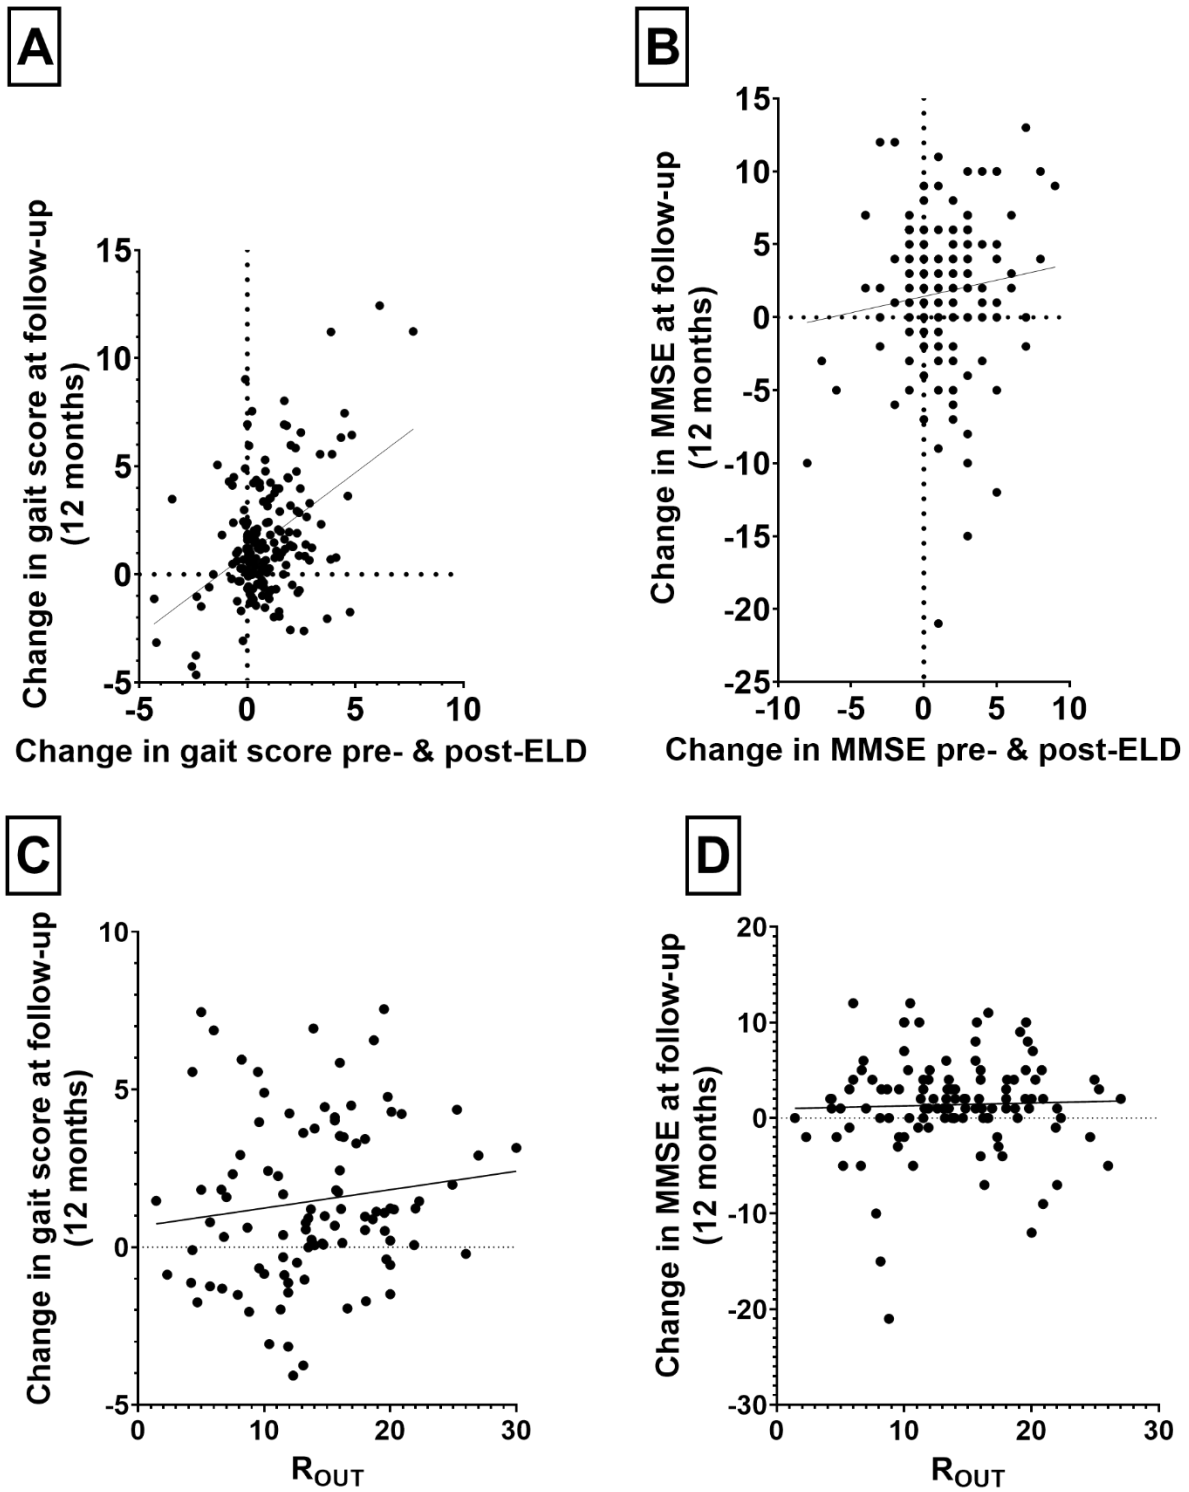 A
Change in gait score at follow-up
(12 months)
15
10
5
0
-5
-5 0 5 10
Change in gait score pre- & post-ELD
B
Change in MMSE at follow-up
(12 months)
15
10
5
0
-5
-10
-15
-20
-25
-10 -5 0 5 10
Change in MMSE pre- & post-ELD
C
Change in gait score at follow-up
(12 months)
10
5
0
-5
0 10 20 30
ROUT
D
Change in MMSE at follow-up
(12 months)
20
10
0
-10
-20
-30
0 10 20 30
ROUT